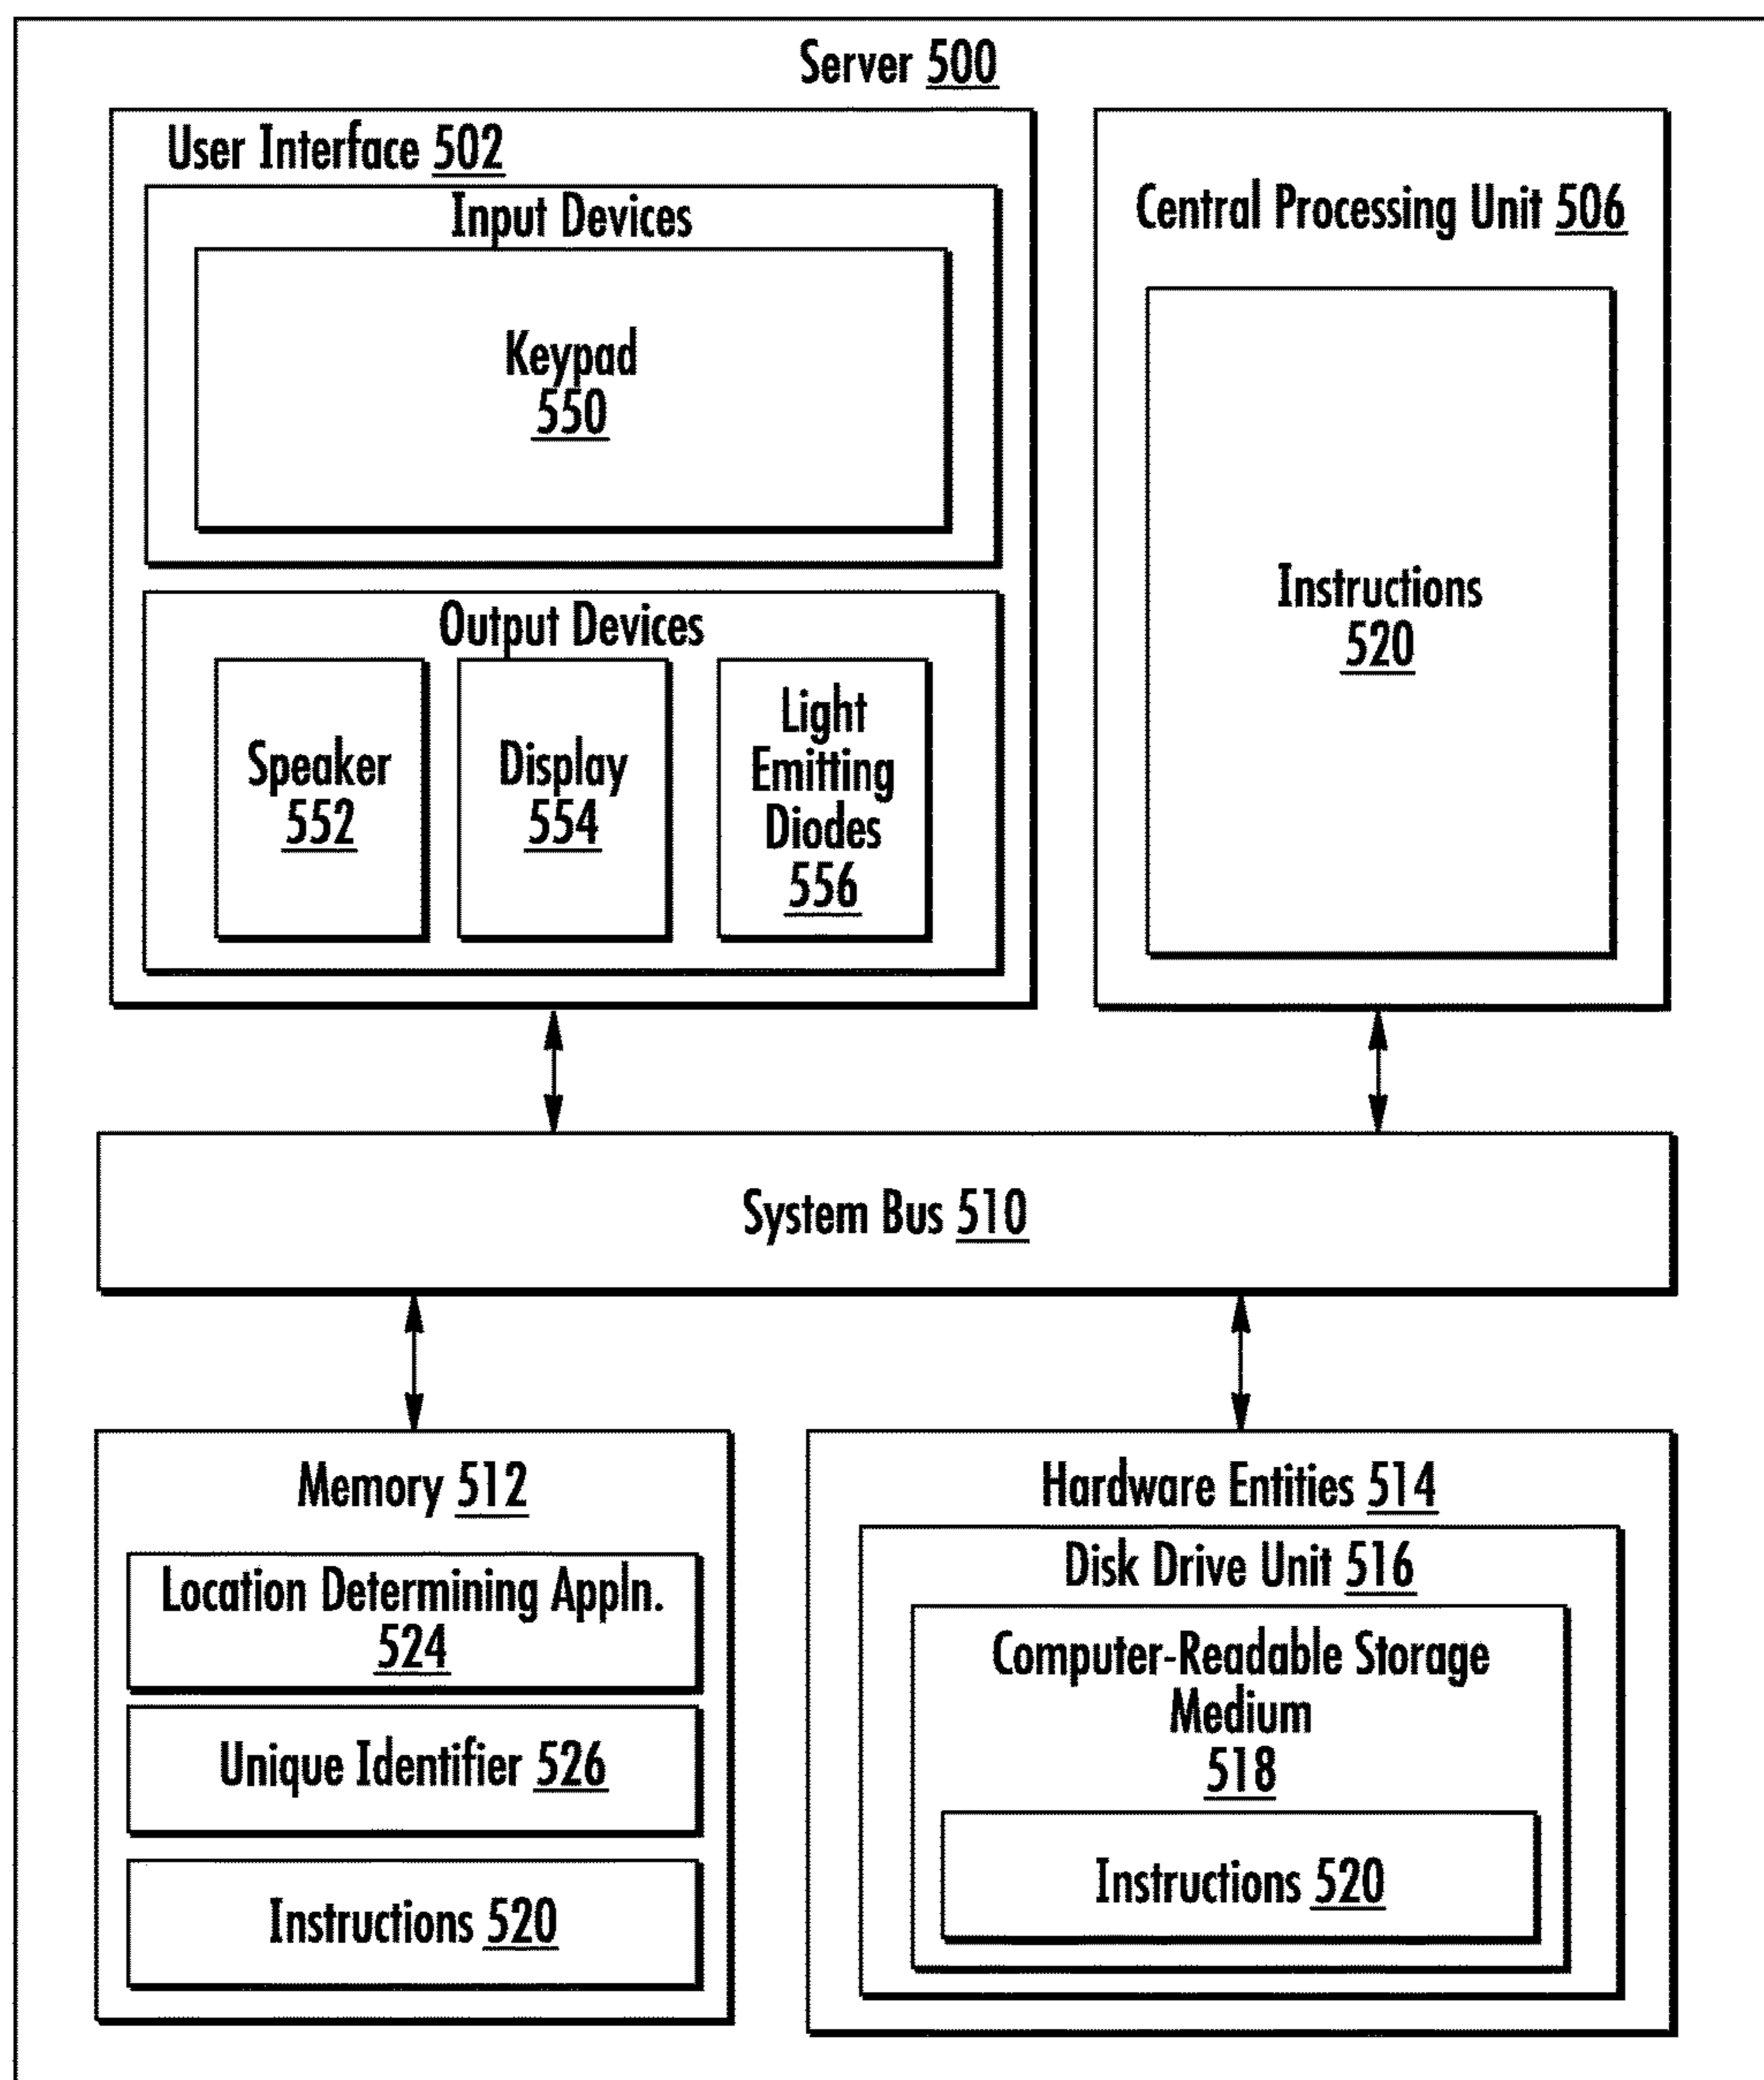 Server 500
User Interface 502
Input Devices
Keypad
550
Output Devices
Speaker
552
Display
554
Light
Emitting
Diodes
556
Central Processing Unit 506
Instructions
520
System Bus 510
Memory 512
Location Determining Appln.
524
Unique Identifier 526
Instructions 520
Hardware Entities 514
Disk Drive Unit 516
Computer-Readable Storage
Medium
518
Instructions 520